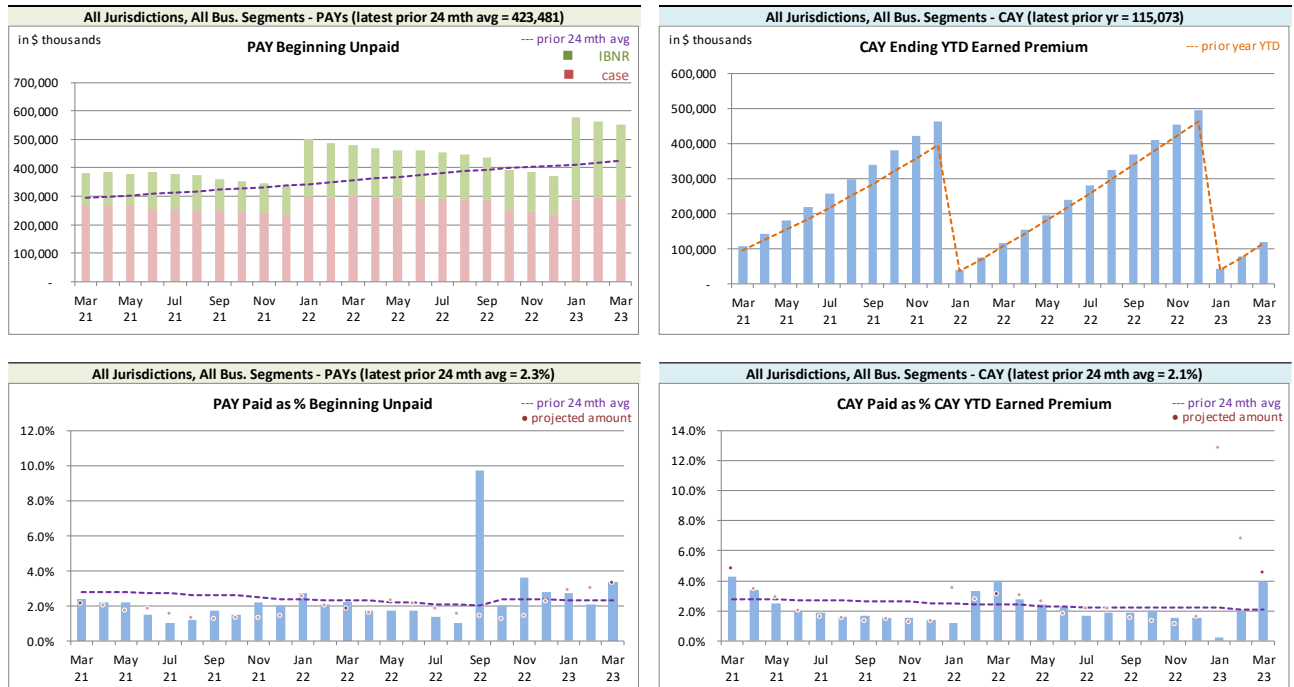 All Jurisdictions, All Bus. Segments - PAYs (latest prior 24 mth avg = 423,481)
in $ thousands
PAY Beginning Unpaid
--- prior 24 mth avg
IBNR
case
700,000
600,000
500,000
400,000
300,000
200,000
100,000
-
Mar May Jul Sep Nov Jan Mar May Jul Sep Nov Jan Mar
21 21 21 21 21 22 22 22 22 22 22 23 23
All Jurisdictions, All Bus. Segments - CAY (latest prior yr = 115,073)
in $ thousands
CAY Ending YTD Earned Premium
--- prior year YTD
600,000
500,000
400,000
300,000
200,000
100,000
-
Mar May Jul Sep Nov Jan Mar May Jul Sep Nov Jan Mar
21 21 21 21 21 22 22 22 22 22 22 23 23
All Jurisdictions, All Bus. Segments - PAYs (latest prior 24 mth avg = 2.3%)
PAY Paid as % Beginning Unpaid
--- prior 24 mth avg
• projected amount
12.0%
10.0%
8.0%
6.0%
4.0%
2.0%
0.0%
Mar May Jul Sep Nov Jan Mar May Jul Sep Nov Jan Mar
21 21 21 21 21 22 22 22 22 22 22 23 23
All Jurisdictions, All Bus. Segments - CAY (latest prior 24 mth avg = 2.1%)
CAY Paid as % CAY YTD Earned Premium
--- prior 24 mth avg
• projected amount
14.0%
12.0%
10.0%
8.0%
6.0%
4.0%
2.0%
0.0%
Mar May Jul Sep Nov Jan Mar May Jul Sep Nov Jan Mar
21 21 21 21 21 22 22 22 22 22 22 23 23